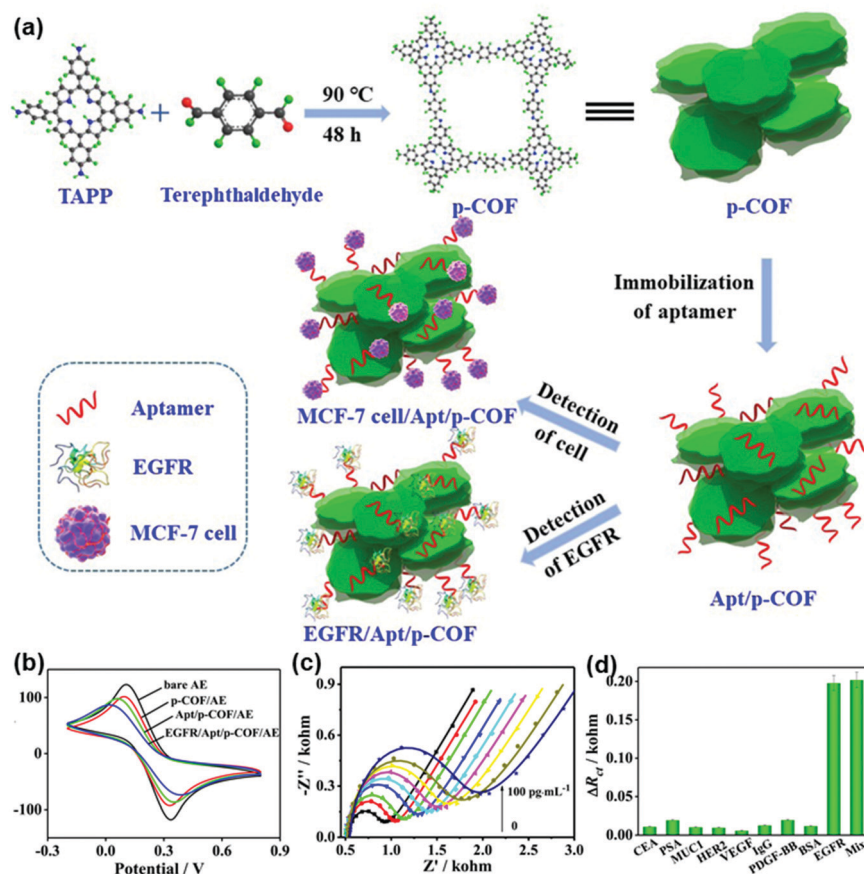 (a)
90 °C
48 h
TAPP
Terephthaldehyde
p-COF
p-COF
Immobilization
of aptamer
Aptamer
EGFR
MCF-7 cell
MCF-7 cell/Apt/p-COF
Detection
of cell
Detection
of EGFR
EGFR/Apt/p-COF
Apt/p-COF
(b)
bare AE
p-COF/AE
Apt/p-COF/AE
EGFR/Apt/p-COF/AE
100
50
0
-50
-100
-0.3
0.0
0.3
0.6
0.9
Potential / V
(c)
-Z'' / kohm
0.9
0.6
0.3
0.0
100 pg·mL-1
0
0.5
1.0
1.5
2.0
2.5
3.0
Z' / kohm
(d)
ΔRct / kohm
0.20
0.15
0.10
0.05
0.00
CEA
PSA
MUC1
HER2
VEGF
IgG
PDGF-BB
BSA
EGFR
Mix